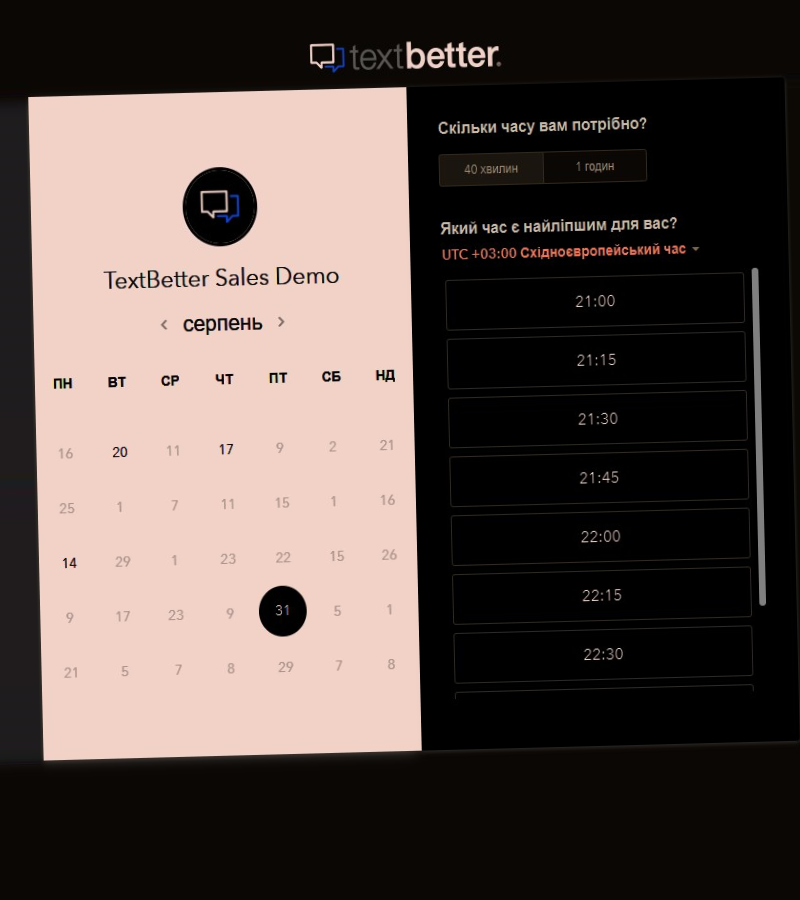 textbetter.
TextBetter Sales Demo
серпень
ПН ВТ СР ЧТ ПТ СБ НД
16 20 11 17 9 2 21
25 1 7 11 15 1 16
14 29 1 23 22 15 26
9 17 23 9 31 5 1
21 5 7 8 29 7 8
Скільки часу вам потрібно?
40 хвилин 1 годин
Який час є найліпшим для вас?
UTC +03:00 Східноєвропейський час
21:00
21:15
21:30
21:45
22:00
22:15
22:30